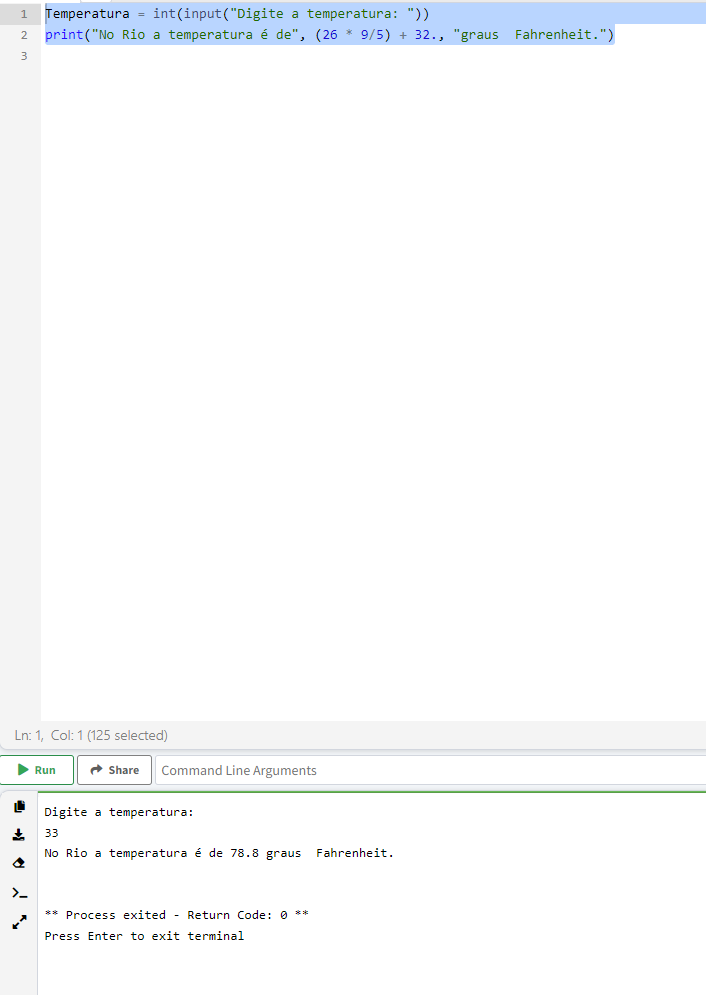 1 Temperatura = int(input("Digite a temperatura: "))
2 print("No Rio a temperatura é de", (26 * 9/5) + 32., "graus  Fahrenheit.")
3
Ln: 1,  Col: 1 (125 selected)
Run Share Command Line Arguments
Digite a temperatura:
33
No Rio a temperatura é de 78.8 graus  Fahrenheit.
** Process exited - Return Code: 0 **
Press Enter to exit terminal